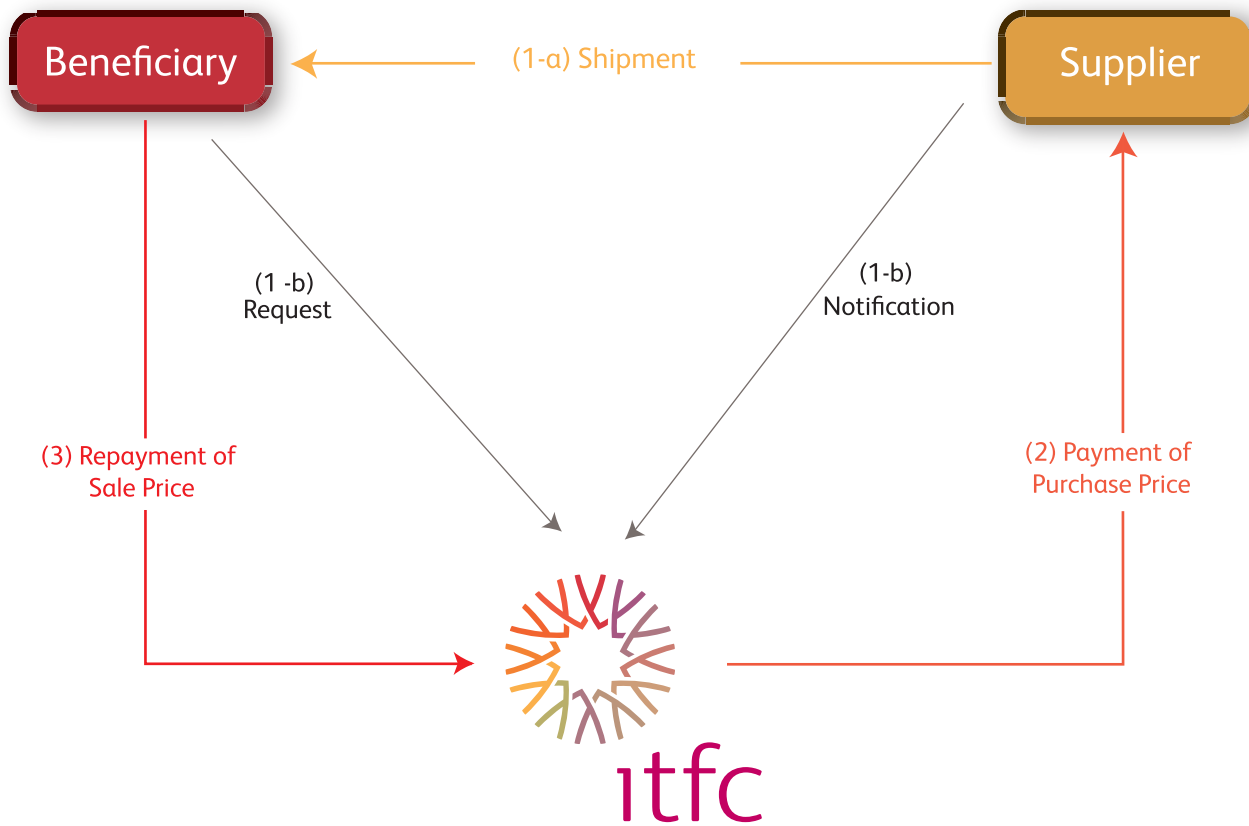 Beneficiary
(1-a) Shipment
Supplier
(1 -b)
Request
(1-b)
Notification
(3) Repayment of
Sale Price
(2) Payment of
Purchase Price
itfc